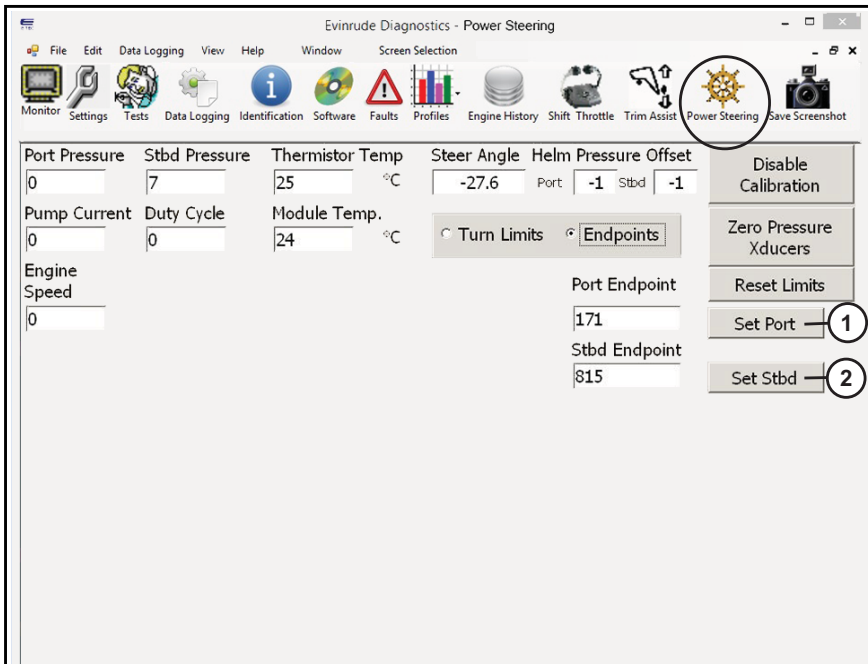 Evinrude Diagnostics - Power Steering
File Edit Data Logging View Help Window Screen Selection
Monitor Settings Tests Data Logging Identification Software Faults Profiles Engine History Shift Throttle Trim Assist Power Steering Save Screenshot
Port Pressure Stbd Pressure Thermistor Temp Steer Angle Helm Pressure Offset Disable Calibration
0 7 25 °C -27.6 Port -1 Stbd -1
Pump Current Duty Cycle Module Temp. Zero Pressure Xducers
0 0 24 °C Turn Limits Endpoints
Engine Speed Port Endpoint Reset Limits
0 171 Set Port 1
Stbd Endpoint
815 Set Stbd 2